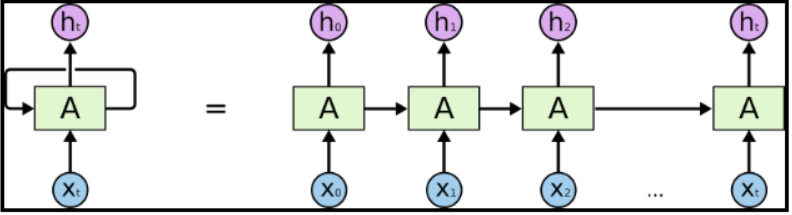 hₜ h₀ h₁ h₂ hₜ
A = A A A A
xₜ x₀ x₁ x₂ ... xₜ